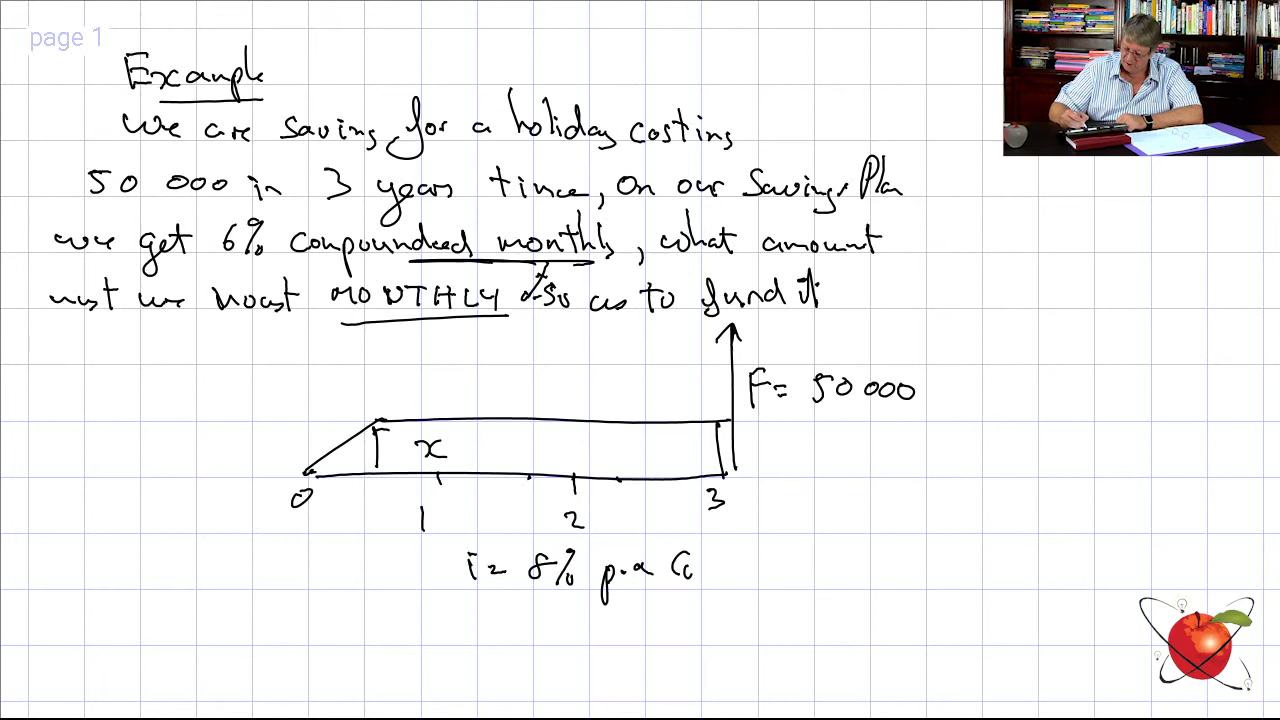 page 1
Example
We are saving for a holiday costing
50 000 in 3 years time, on our Savings Plan
we get 6% compounded monthly, what amount
must we invest MONTHLY so as to fund it
F= 50 000
x
0
1
2
3
i= 8% p.a Co